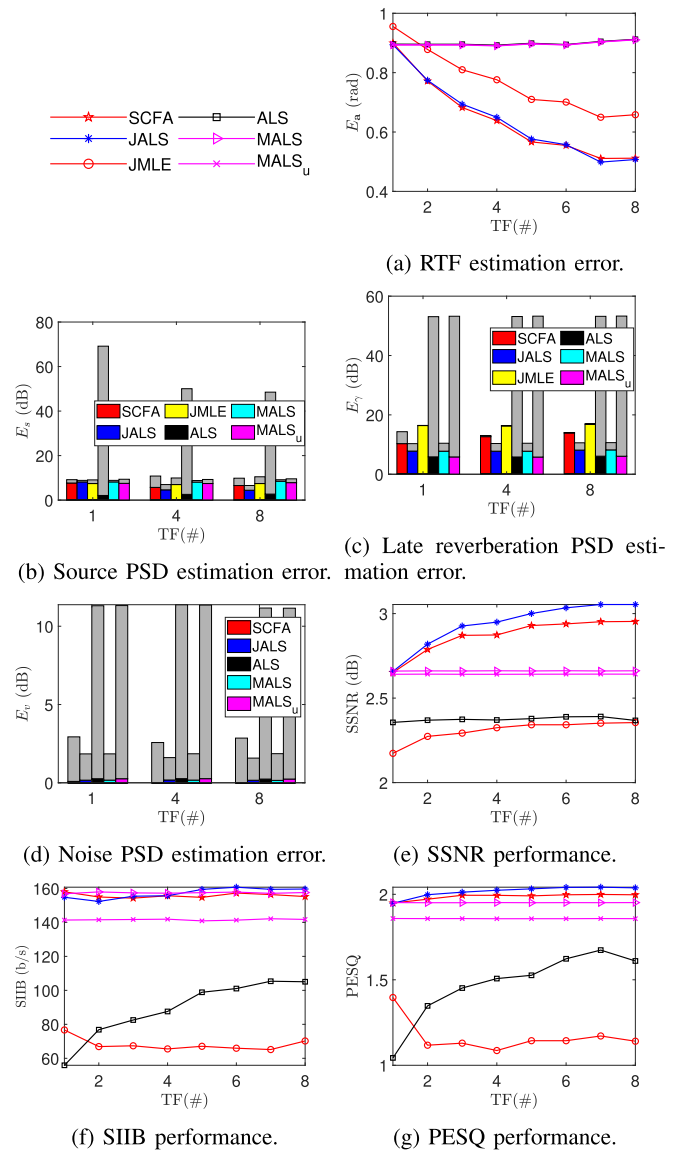 SCFA
JALS
JMLE
ALS
MALS
MALSu
1
0.8
0.6
0.4
Ea (rad)
2 4 6 8
TF(#)
(a) RTF estimation error.
80
60
40
20
0
Es (dB)
SCFA JMLE MALS
JALS ALS MALSu
1 4 8
TF(#)
(b) Source PSD estimation error.
60
40
20
0
Eγ (dB)
SCFA ALS
JALS MALS
JMLE MALSu
1 4 8
TF(#)
(c) Late reverberation PSD esti-
mation error.
10
5
0
Ev (dB)
SCFA
JALS
ALS
MALS
MALSu
1 4 8
TF(#)
(d) Noise PSD estimation error.
3
2.5
2
SSNR (dB)
2 4 6 8
TF(#)
(e) SSNR performance.
160
140
120
100
80
60
SIIB (b/s)
2 4 6 8
TF(#)
(f) SIIB performance.
2
1.5
1
PESQ
2 4 6 8
TF(#)
(g) PESQ performance.